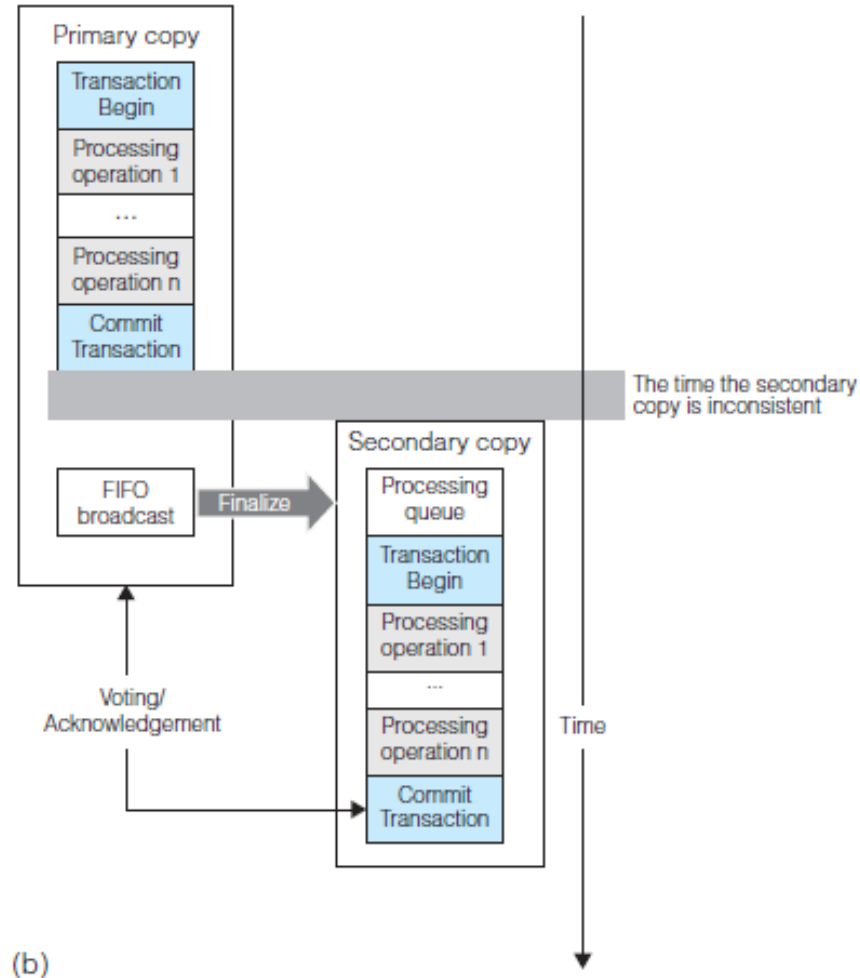 Primary copy
Transaction
Begin
Processing
operation 1
...
Processing
operation n
Commit
Transaction
The time the secondary
copy is inconsistent
Secondary copy
FIFO
broadcast
Finalize
Processing
queue
Transaction
Begin
Processing
operation 1
...
Processing
operation n
Commit
Transaction
Voting/
Acknowledgement
Time
(b)